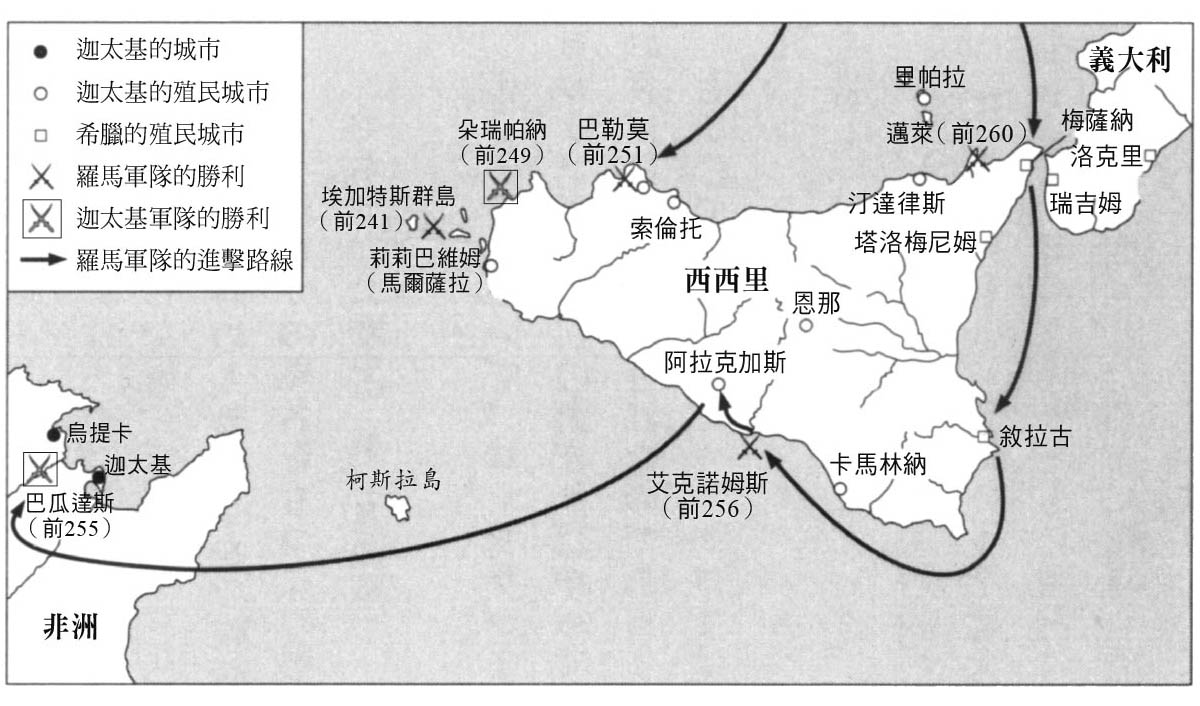 迦太基的城市
迦太基的殖民城市
希臘的殖民城市
羅馬軍隊的勝利
迦太基軍隊的勝利
羅馬軍隊的進擊路線
義大利
里帕拉
朵瑞帕納
(前249)
巴勒莫
(前251)
邁萊(前260)
梅薩納
洛克里
埃加特斯群島
(前241)
索倫托
汀達律斯
瑞吉姆
莉莉巴維姆
(馬爾薩拉)
塔洛梅尼姆
西西里
恩那
阿拉克加斯
烏提卡
迦太基
敘拉古
巴瓜達斯
(前255)
柯斯拉島
艾克諾姆斯
(前256)
卡馬林納
非洲